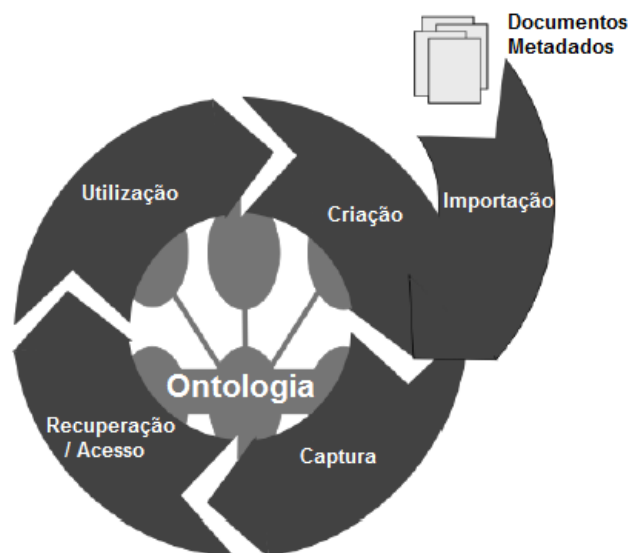 Documentos
Metadados
Utilização
Criação
Importação
Ontologia
Recuperação
/ Acesso
Captura